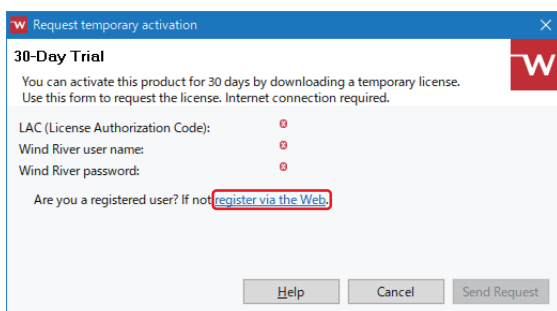 Request temporary activation
30-Day Trial
You can activate this product for 30 days by downloading a temporary license.
Use this form to request the license. Internet connection required.
LAC (License Authorization Code):
Wind River user name:
Wind River password:
Are you a registered user? If not register via the Web.
Help Cancel Send Request